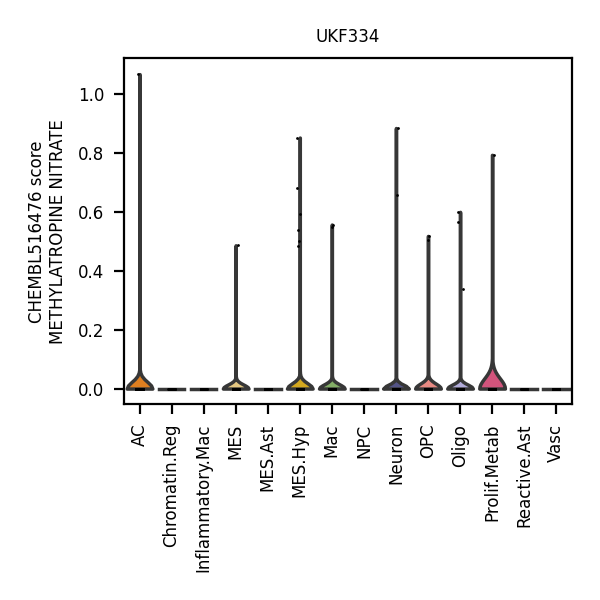 UKF334
CHEMBL516476 score
METHYLATROPINE NITRATE
1.0
0.8
0.6
0.4
0.2
0.0
AC
Chromatin.Reg
Inflammatory.Mac
MES
MES.Ast
MES.Hyp
Mac
NPC
Neuron
OPC
Oligo
Prolif.Metab
Reactive.Ast
Vasc